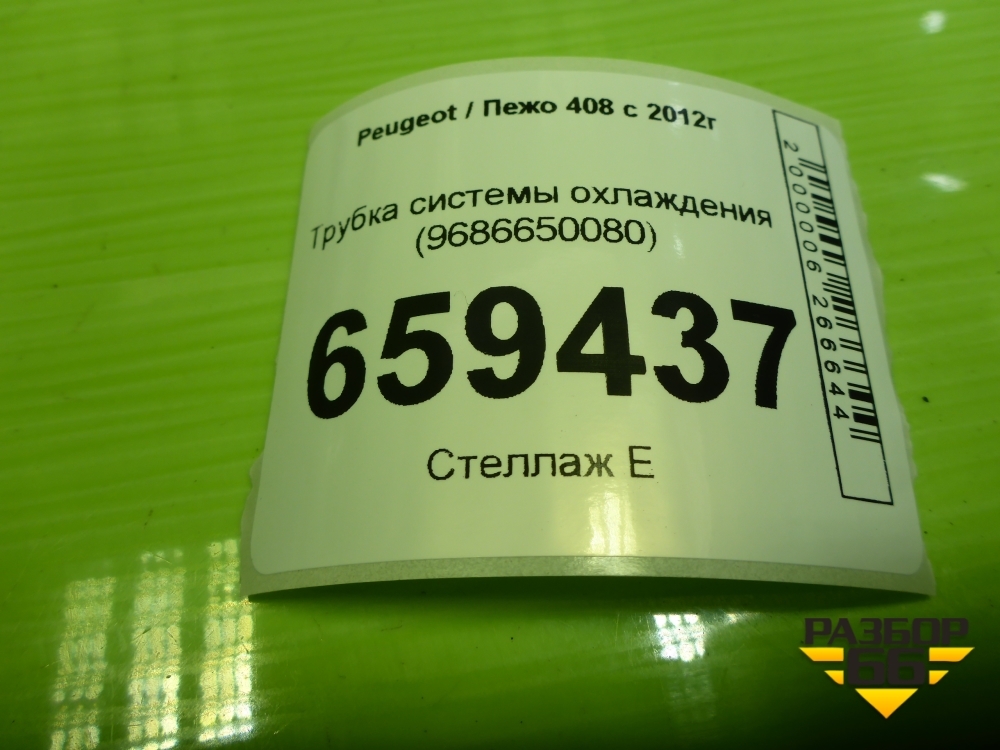 Peugeot / Пежо 408 с 2012г
Трубка системы охлаждения
(9686650080)
659437
Стеллаж Е
2000006266644
РАЗБОР
66